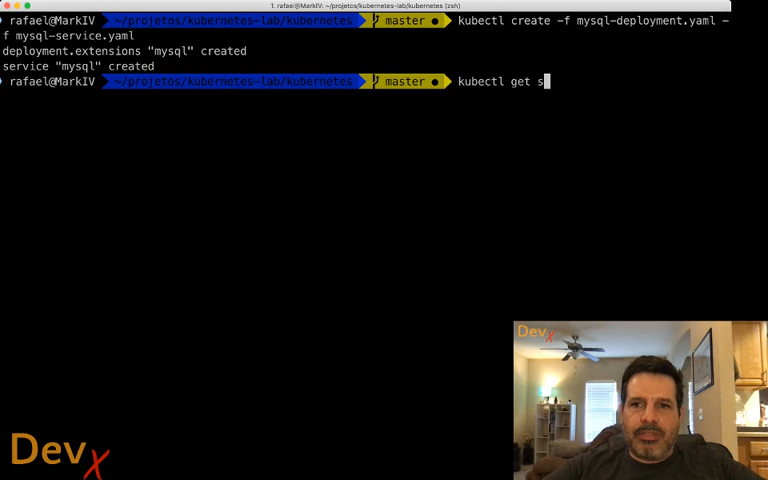 1. rafael@MarkIV: ~/projetos/kubernetes-lab/kubernetes (zsh)
rafael@MarkIV ~/projetos/kubernetes-lab/kubernetes master ● kubectl create -f mysql-deployment.yaml -
f mysql-service.yaml
deployment.extensions "mysql" created
service "mysql" created
rafael@MarkIV ~/projetos/kubernetes-lab/kubernetes master ● kubectl get s
DevX
DevX